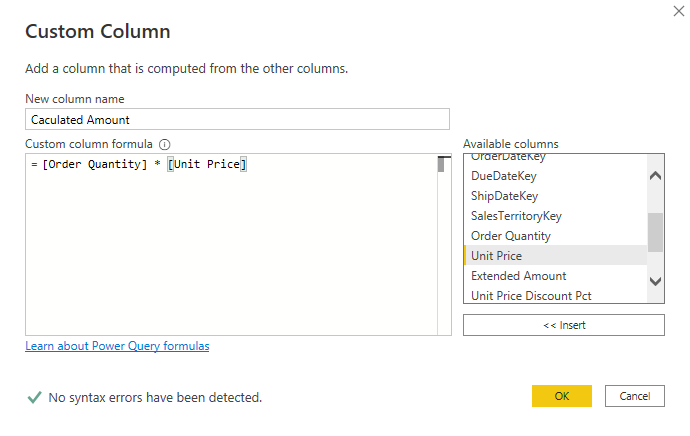 Custom Column
Add a column that is computed from the other columns.
New column name
Caculated Amount
Custom column formula
Available columns
= [Order Quantity] * [Unit Price]
OrderDateKey
DueDateKey
ShipDateKey
SalesTerritoryKey
Order Quantity
Unit Price
Extended Amount
Unit Price Discount Pct
<< Insert
Learn about Power Query formulas
No syntax errors have been detected.
OK
Cancel